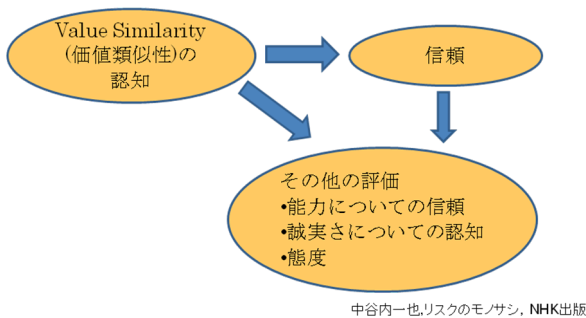 Value Similarity
(価値類似性)の
認知
信頼
その他の評価
•能力についての信頼
•誠実さについての認知
•態度
中谷内一也,リスクのモノサシ, NHK出版